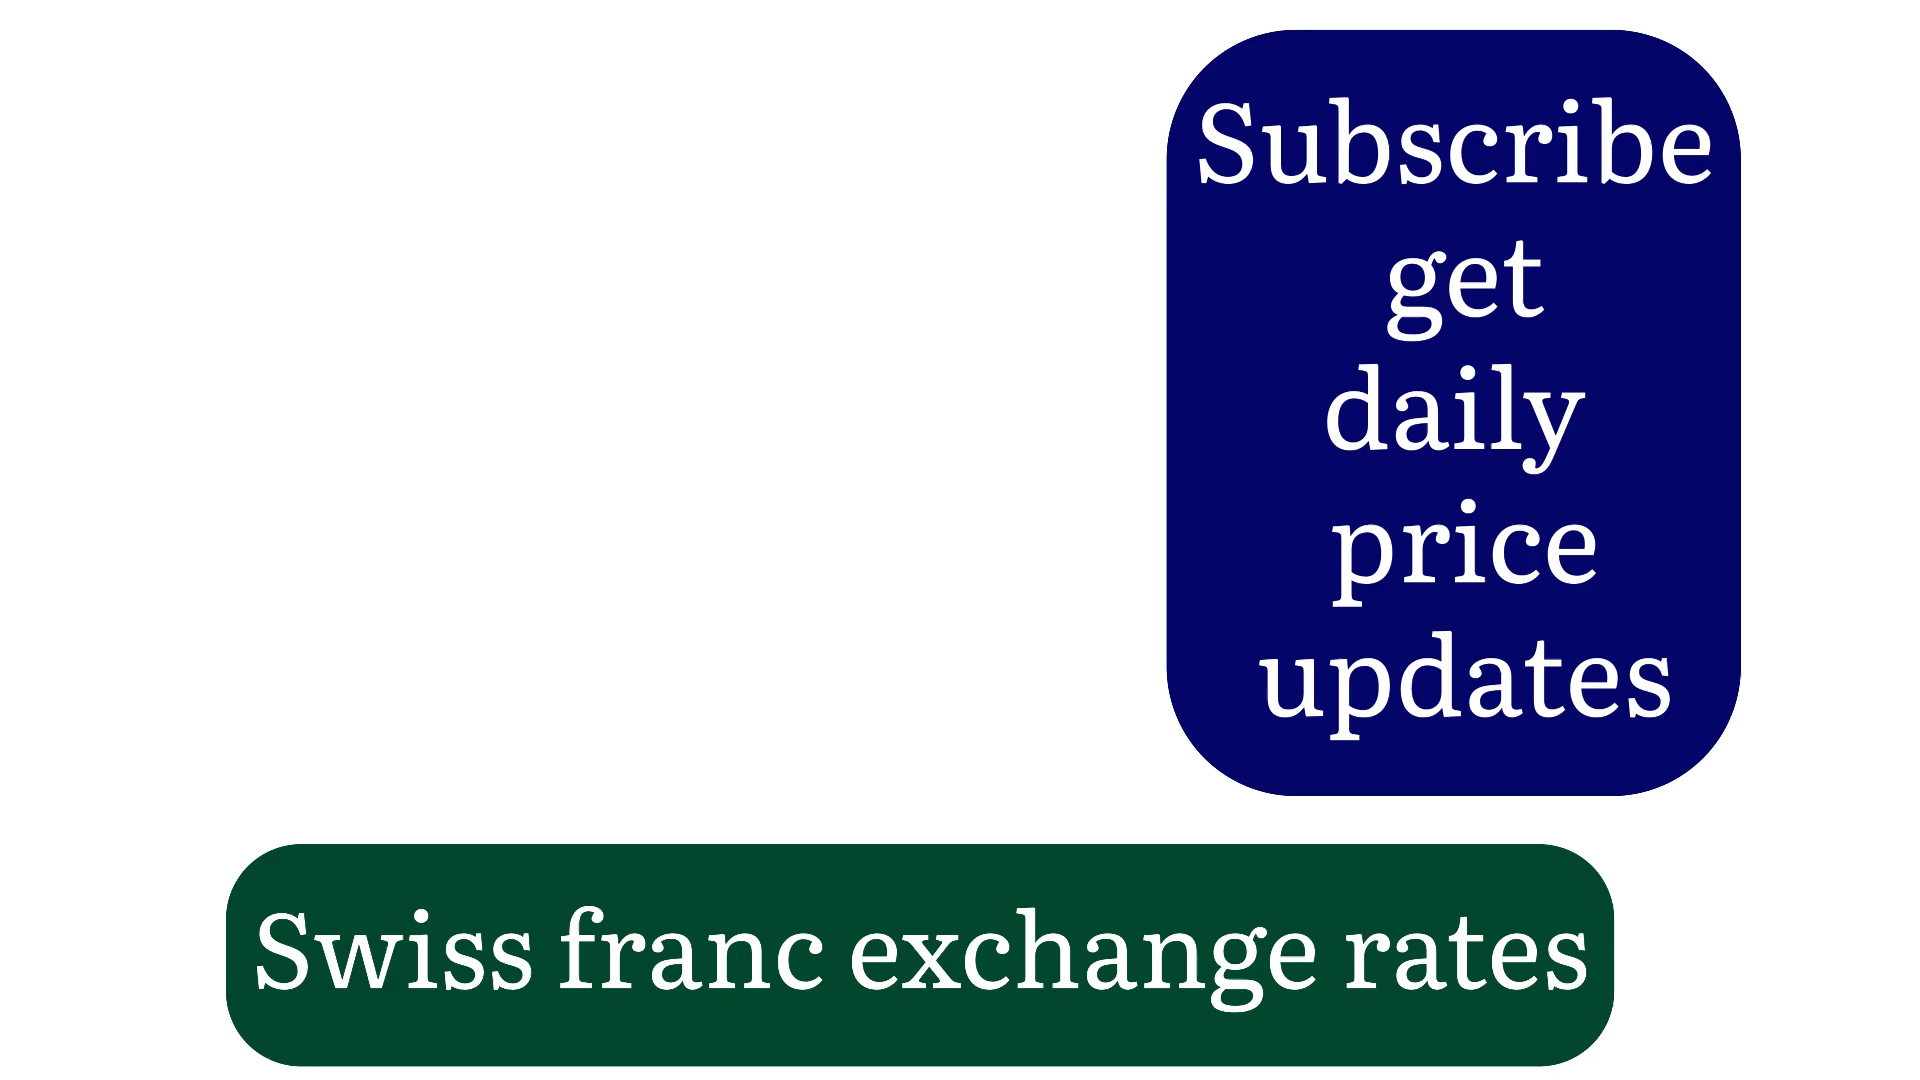 Subscribe
get
daily
price
updates
Swiss franc exchange rates